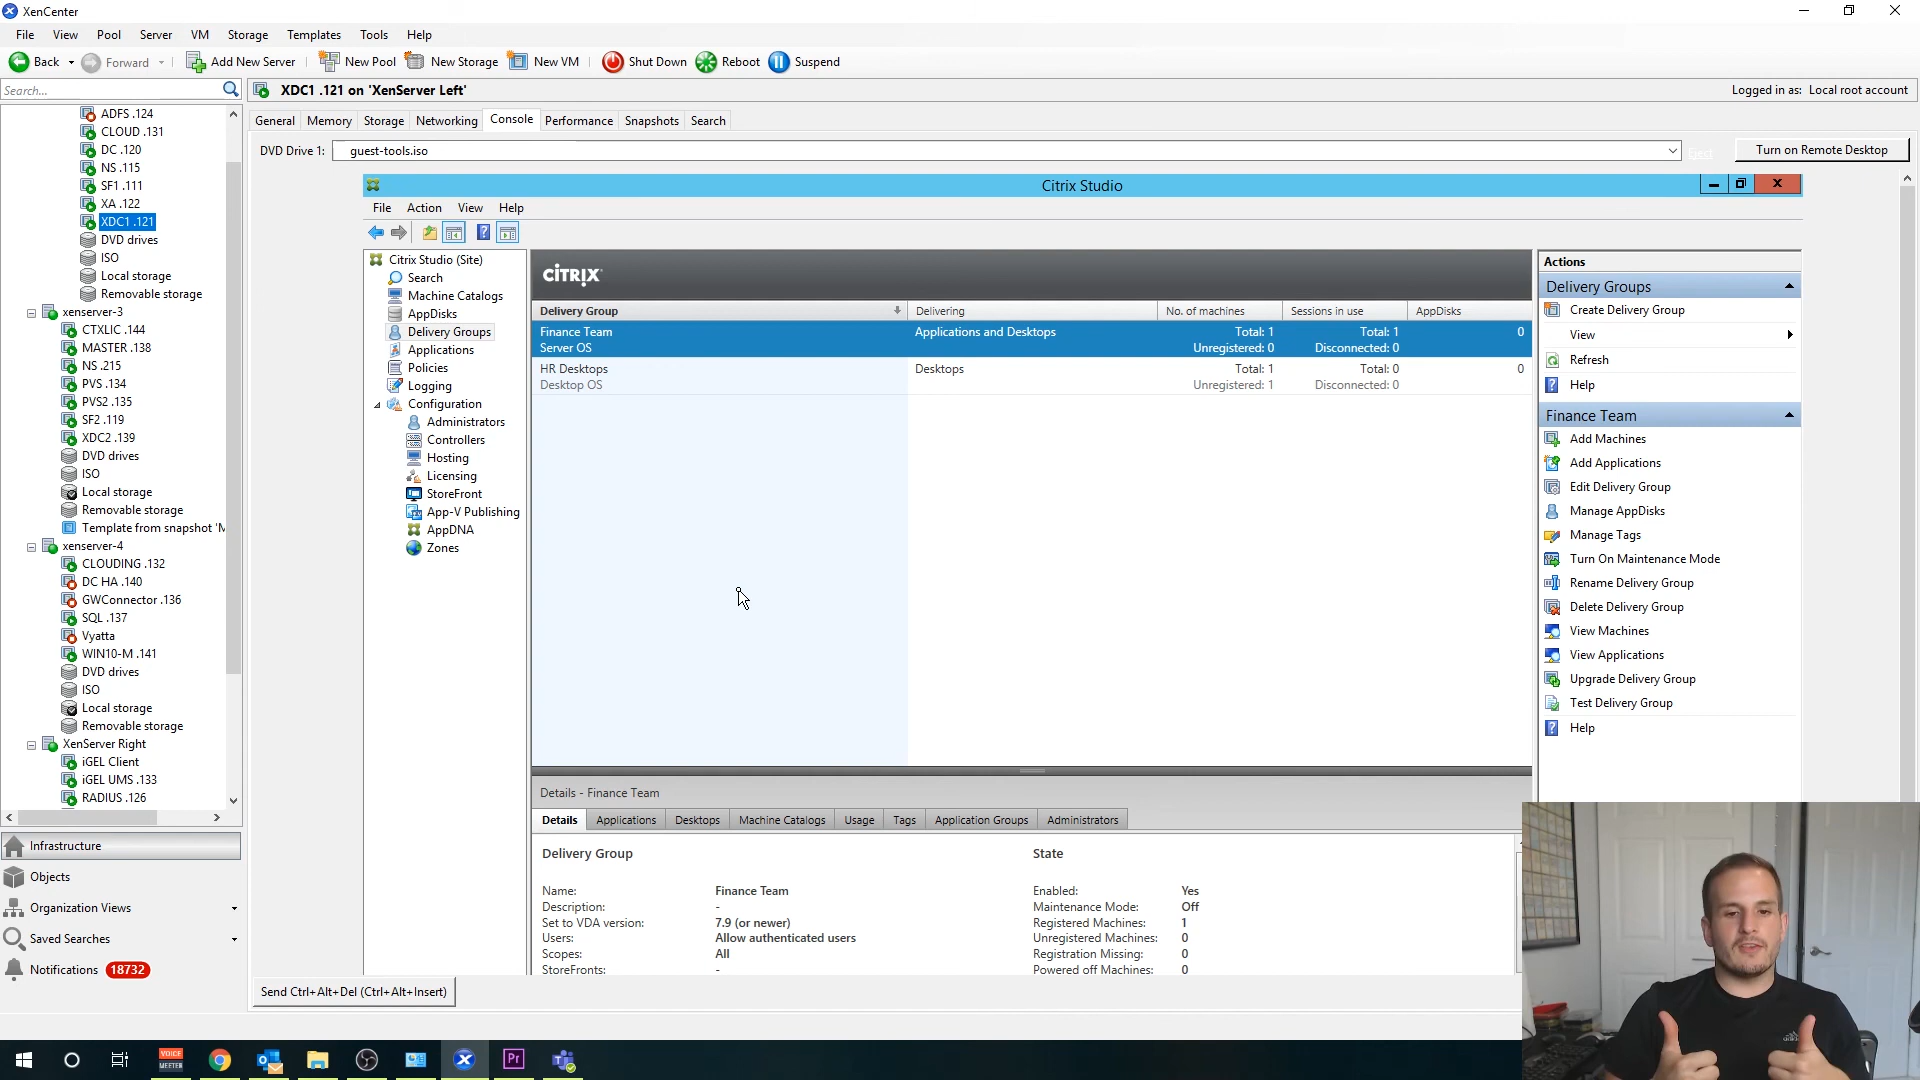 XenCenter
File View Pool Server VM Storage Templates Tools Help
Back Forward Add New Server New Pool New Storage New VM Shut Down Reboot Suspend
Search...
XDC1 .121 on 'XenServer Left'
Logged in as: Local root account
General Memory Storage Networking Console Performance Snapshots Search
DVD Drive 1: guest-tools.iso Eject Turn on Remote Desktop
ADFS .124
CLOUD .131
DC .120
NS .115
SF1 .111
XA .122
XDC1 .121
DVD drives
ISO
Local storage
Removable storage
xenserver-3
CTXLIC .144
MASTER .138
NS .215
PVS .134
PVS2 .135
SF2 .119
XDC2 .139
DVD drives
ISO
Local storage
Removable storage
Template from snapshot 'M
xenserver-4
CLOUDING .132
DC HA .140
GWConnector .136
SQL .137
Vyatta
WIN10-M .141
DVD drives
ISO
Local storage
Removable storage
XenServer Right
iGEL Client
iGEL UMS .133
RADIUS .126
Infrastructure
Objects
Organization Views
Saved Searches
Notifications 18732
Citrix Studio
File Action View Help
Citrix Studio (Site)
Search
Machine Catalogs
AppDisks
Delivery Groups
Applications
Policies
Logging
Configuration
Administrators
Controllers
Hosting
Licensing
StoreFront
App-V Publishing
AppDNA
Zones
CITRIX
Delivery Group Delivering No. of machines Sessions in use AppDisks
Finance Team Applications and Desktops Total: 1 Total: 1 0
Server OS Unregistered: 0 Disconnected: 0
HR Desktops Desktops Total: 1 Total: 0 0
Desktop OS Unregistered: 1 Disconnected: 0
Details - Finance Team
Details Applications Desktops Machine Catalogs Usage Tags Application Groups Administrators
Delivery Group State
Name: Finance Team Enabled: Yes
Description: - Maintenance Mode: Off
Set to VDA version: 7.9 (or newer) Registered Machines: 1
Users: Allow authenticated users Unregistered Machines: 0
Scopes: All Registration Missing: 0
StoreFronts: - Powered off Machines: 0
Actions
Delivery Groups
Create Delivery Group
View
Refresh
Help
Finance Team
Add Machines
Add Applications
Edit Delivery Group
Manage AppDisks
Manage Tags
Turn On Maintenance Mode
Rename Delivery Group
Delete Delivery Group
View Machines
View Applications
Upgrade Delivery Group
Test Delivery Group
Help
Send Ctrl+Alt+Del (Ctrl+Alt+Insert)
VOICE
MEETER
Pr
adidas